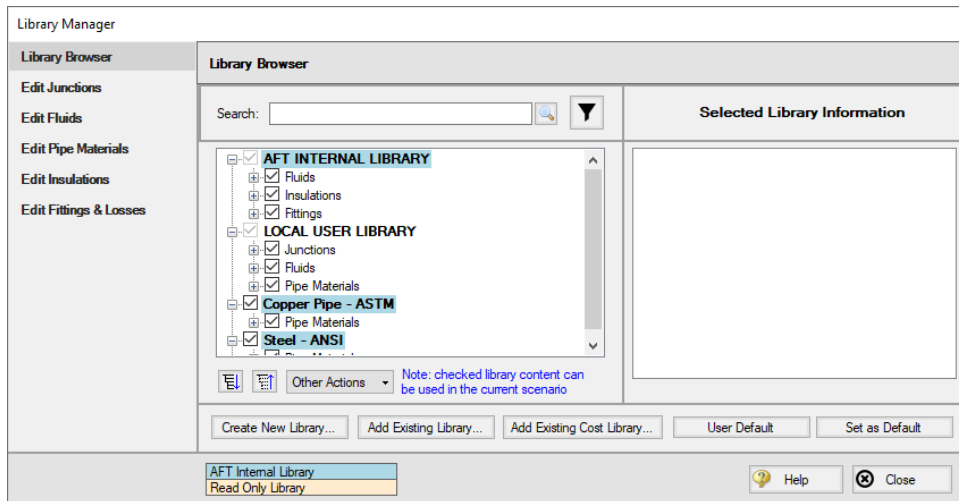 Library Manager
Library Browser
Edit Junctions
Edit Fluids
Edit Pipe Materials
Edit Insulations
Edit Fittings & Losses
Library Browser
Search:
Selected Library Information
AFT INTERNAL LIBRARY
Fluids
Insulations
Fittings
LOCAL USER LIBRARY
Junctions
Fluids
Pipe Materials
Copper Pipe - ASTM
Pipe Materials
Steel - ANSI
Other Actions
Note: checked library content can
be used in the current scenario
Create New Library...
Add Existing Library...
Add Existing Cost Library...
User Default
Set as Default
AFT Internal Library
Read Only Library
Help
Close